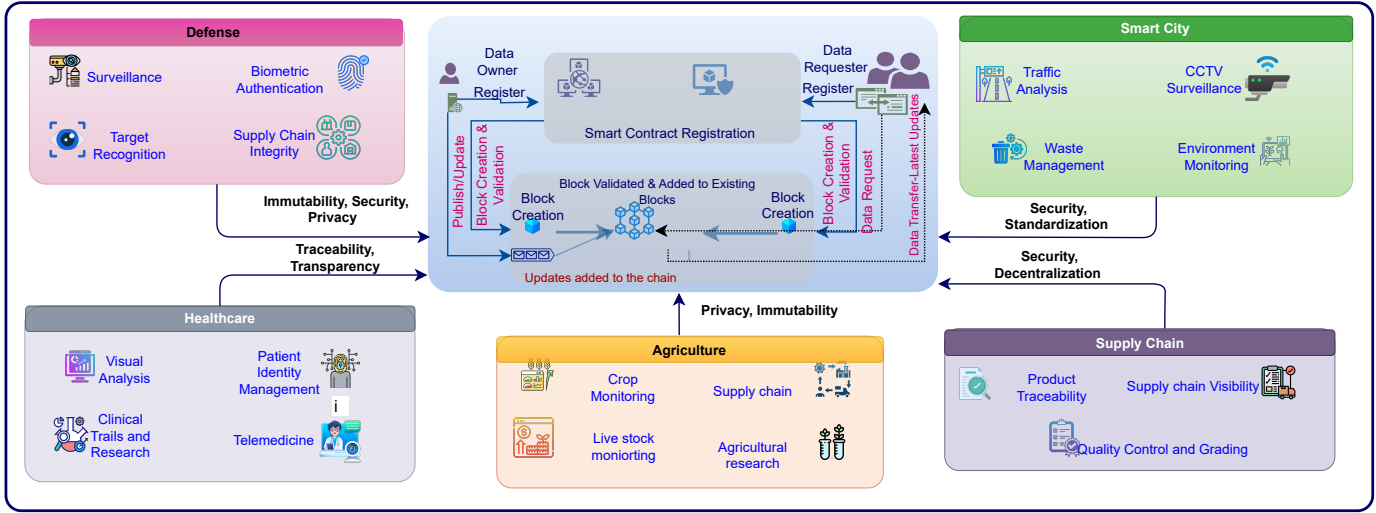 Defense
Surveillance
Biometric
Authentication
Target
Recognition
Supply Chain
Integrity
Immutability, Security,
Privacy
Traceability,
Transparency
Healthcare
Visual
Analysis
Patient
Identity
Management
i
Clinical
Trails and
Research
Telemedicine
Data
Owner
Register
Data
Requester
Register
Smart Contract Registration
Publish/Update
Block Creation &
Validation
Block Creation &
Validation
Data Request
Data Transfer-Latest Updates
Block Validated & Added to Existing
Blocks
Block
Creation
Block
Creation
Updates added to the chain
Privacy, Immutability
Agriculture
Crop
Monitoring
Supply chain
Live stock
moniorting
Agricultural
research
Smart City
Traffic
Analysis
CCTV
Surveillance
Waste
Management
Environment
Monitoring
Security,
Standardization
Security,
Decentralization
Supply Chain
Product
Traceability
Supply chain Visibility
Quality Control and Grading